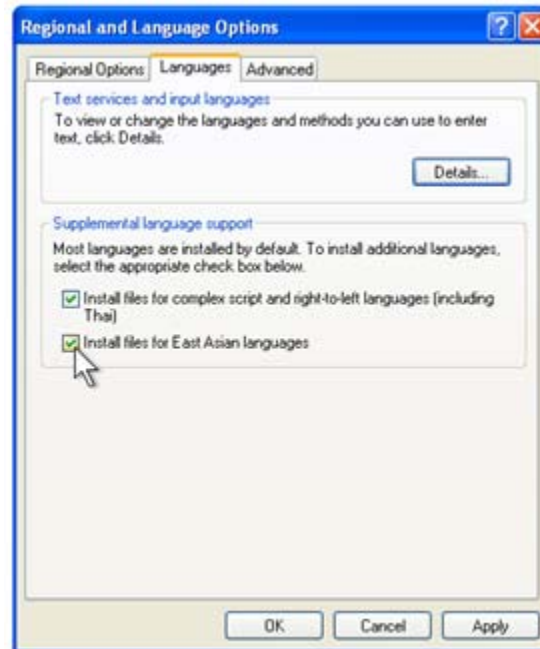 Regional and Language Options
Regional Options Languages Advanced
Text services and input languages
To view or change the languages and methods you can use to enter
text, click Details.
Details...
Supplemental language support
Most languages are installed by default. To install additional languages,
select the appropriate check box below.
Install files for complex script and right-to-left languages (including
Thai)
Install files for East Asian languages
OK Cancel Apply